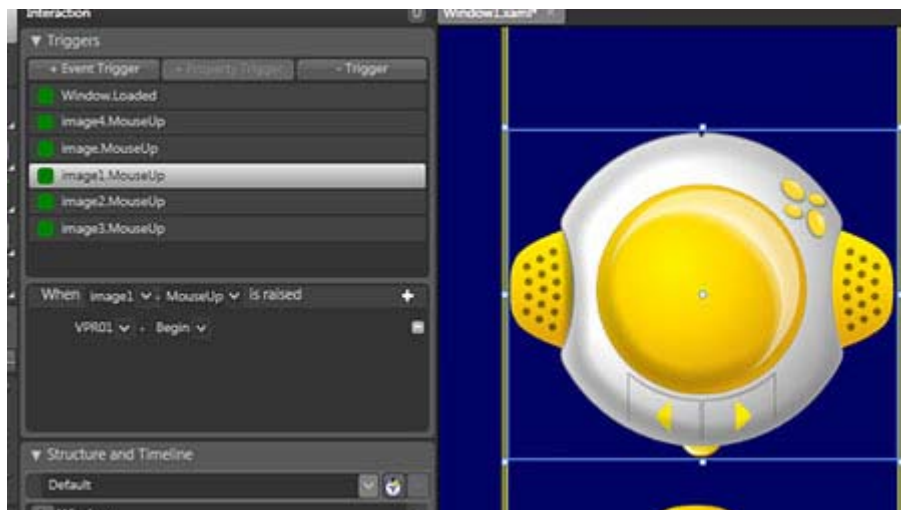 Interaction
Window1.xaml*
Triggers
+ Event Trigger + Property Trigger - Trigger
Window.Loaded
image4.MouseUp
image.MouseUp
image1.MouseUp
image2.MouseUp
image3.MouseUp
When image1 . MouseUp is raised
VPR01 . Begin
Structure and Timeline
Default